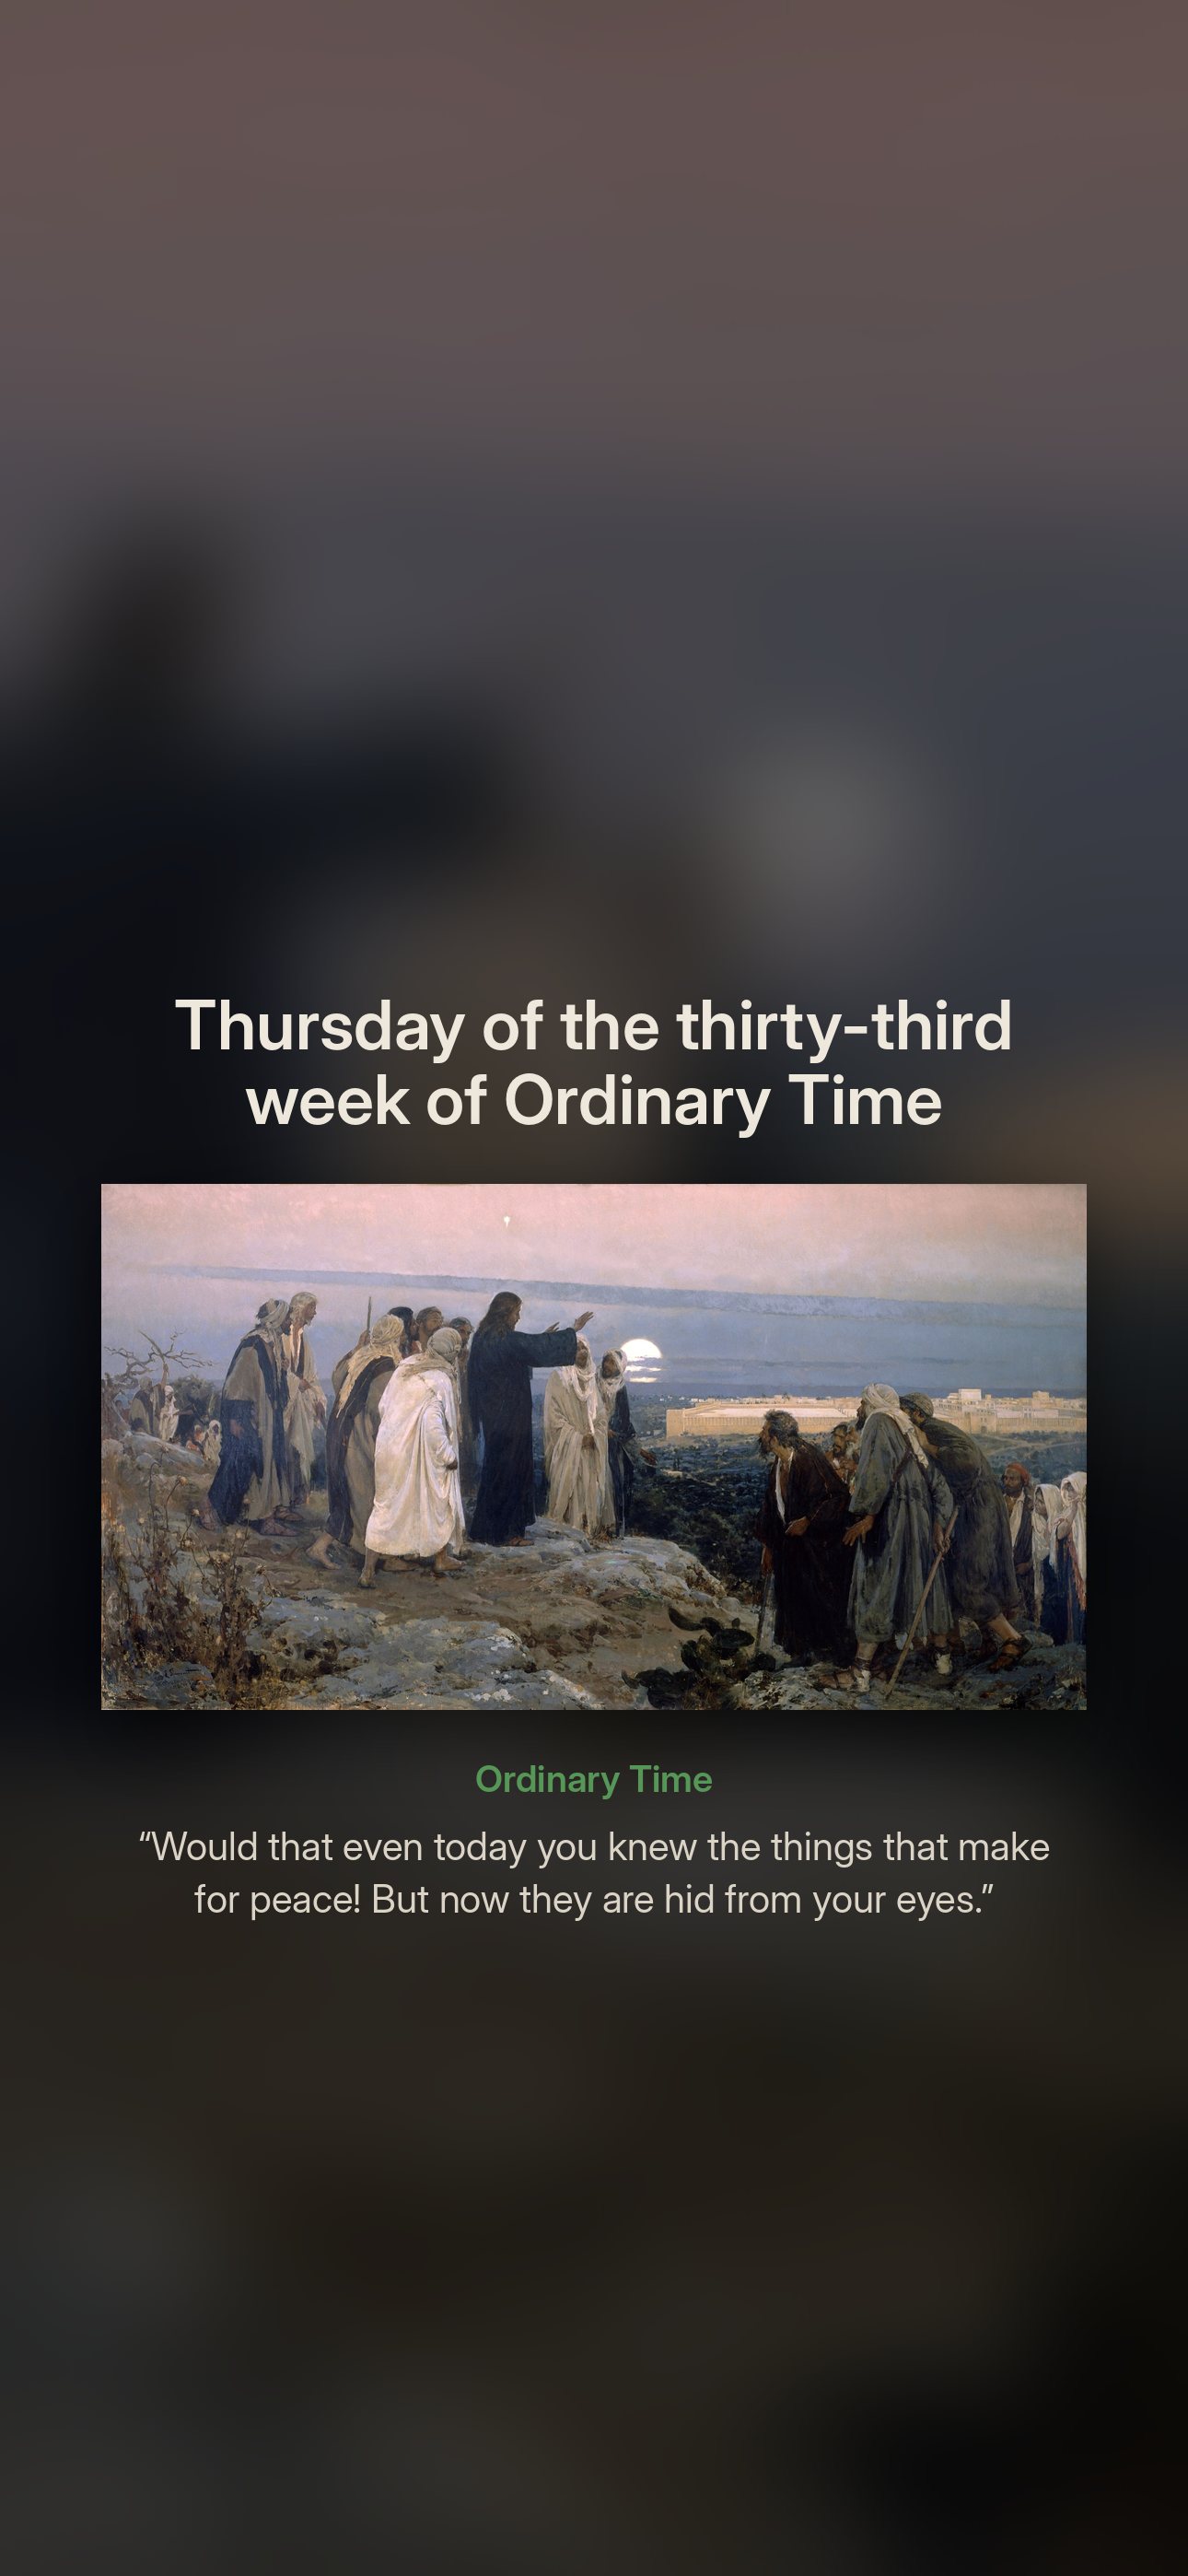 Thursday of the thirty-third
week of Ordinary Time
Ordinary Time
“Would that even today you knew the things that make
for peace! But now they are hid from your eyes.”